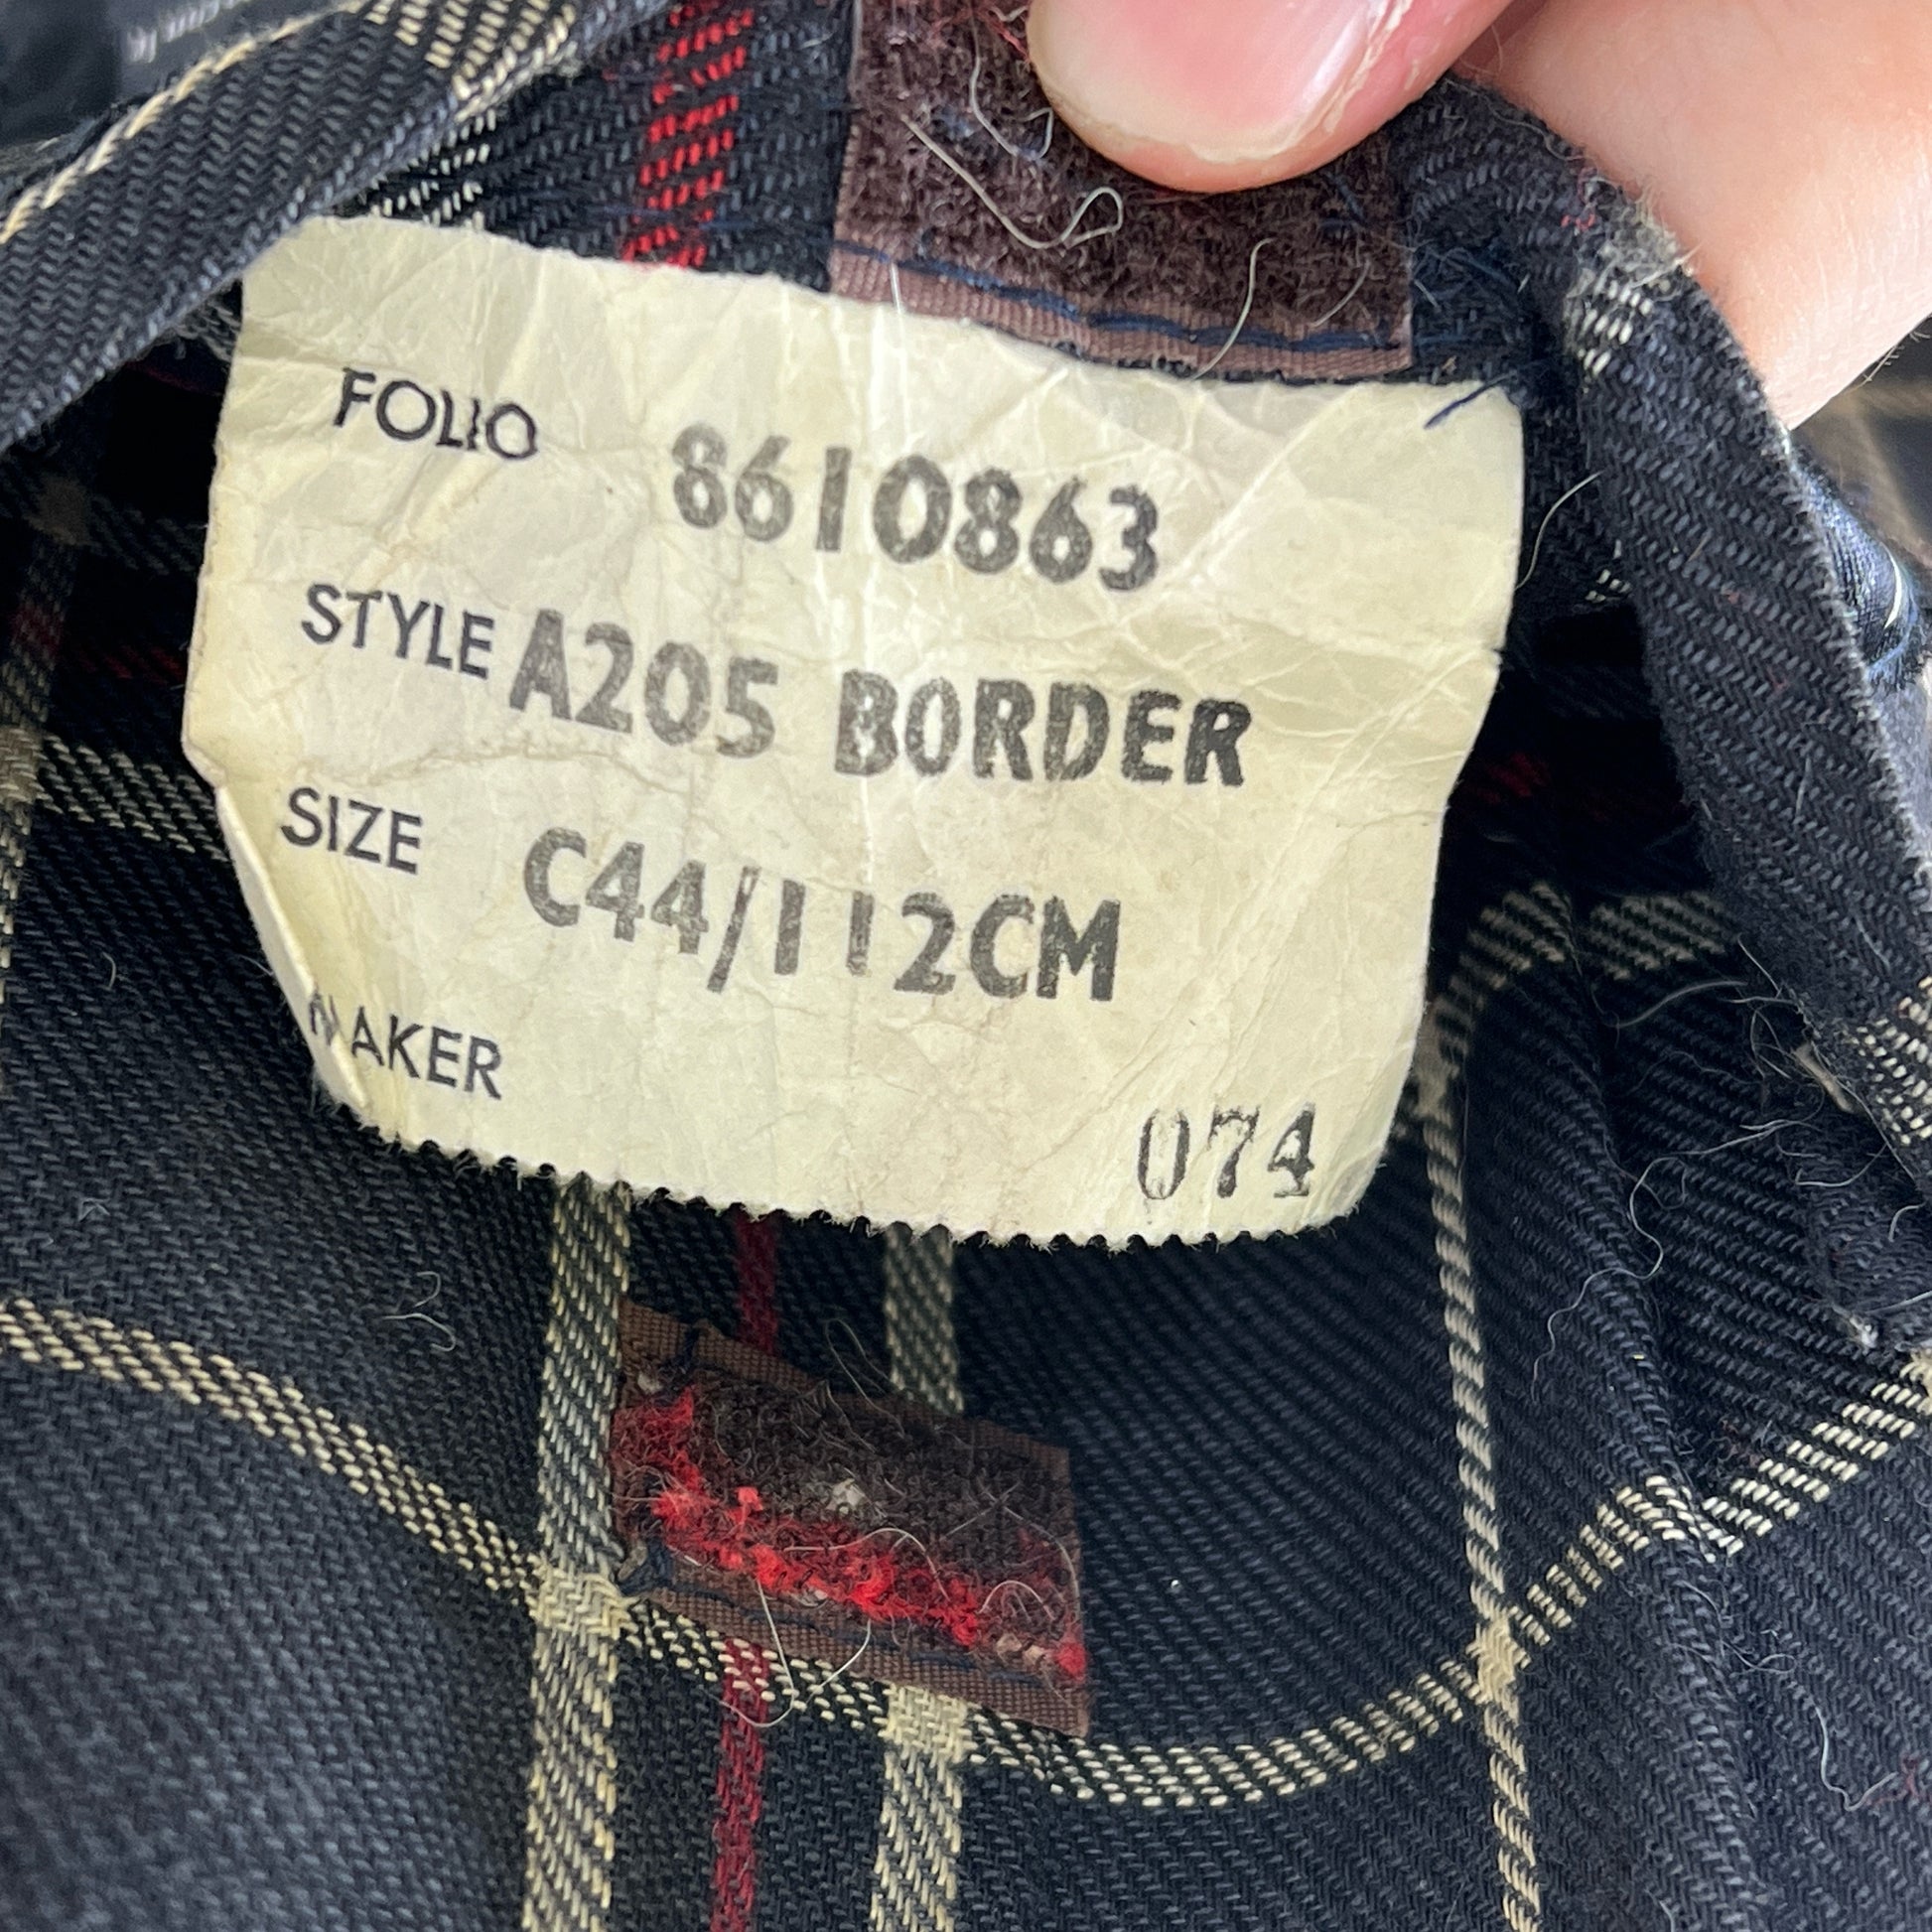 FOLIO 8610863
STYLE A205 BORDER
SIZE C44/112CM
MAKER
074